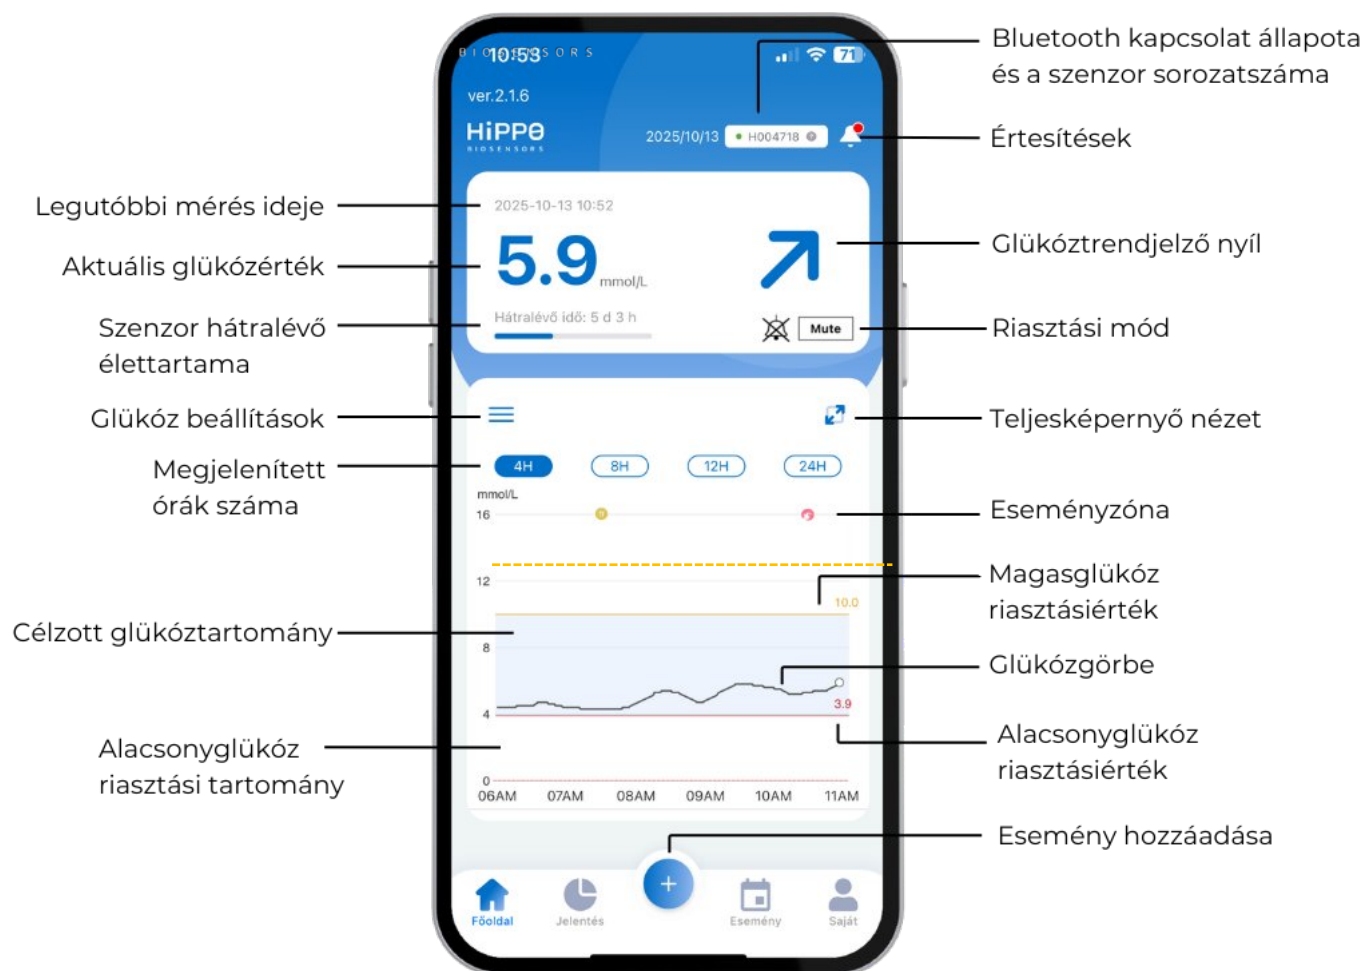 BIOSENSORS
10:53
71
ver.2.1.6
HiPPO
BIOSENSORS
2025/10/13
H004718
2025-10-13 10:52
5.9 mmol/L
Hátralévő idő: 5 d 3 h
Mute
4H 8H 12H 24H
mmol/L
16
12
10.0
8
3.9
4
0
06AM 07AM 08AM 09AM 10AM 11AM
+
Főoldal Jelentés Esemény Saját
Legutóbbi mérés ideje
Aktuális glükózérték
Szenzor hátralévő
élettartama
Glükóz beállítások
Megjelenített
órák száma
Célzott glükóztartomány
Alacsonyglükóz
riasztási tartomány
Bluetooth kapcsolat állapota
és a szenzor sorozatszáma
Értesítések
Glükóztrendjelző nyíl
Riasztási mód
Teljesképernyő nézet
Eseményzóna
Magasglükóz
riasztásiérték
Glükózgörbe
Alacsonyglükóz
riasztásiérték
Esemény hozzáadása